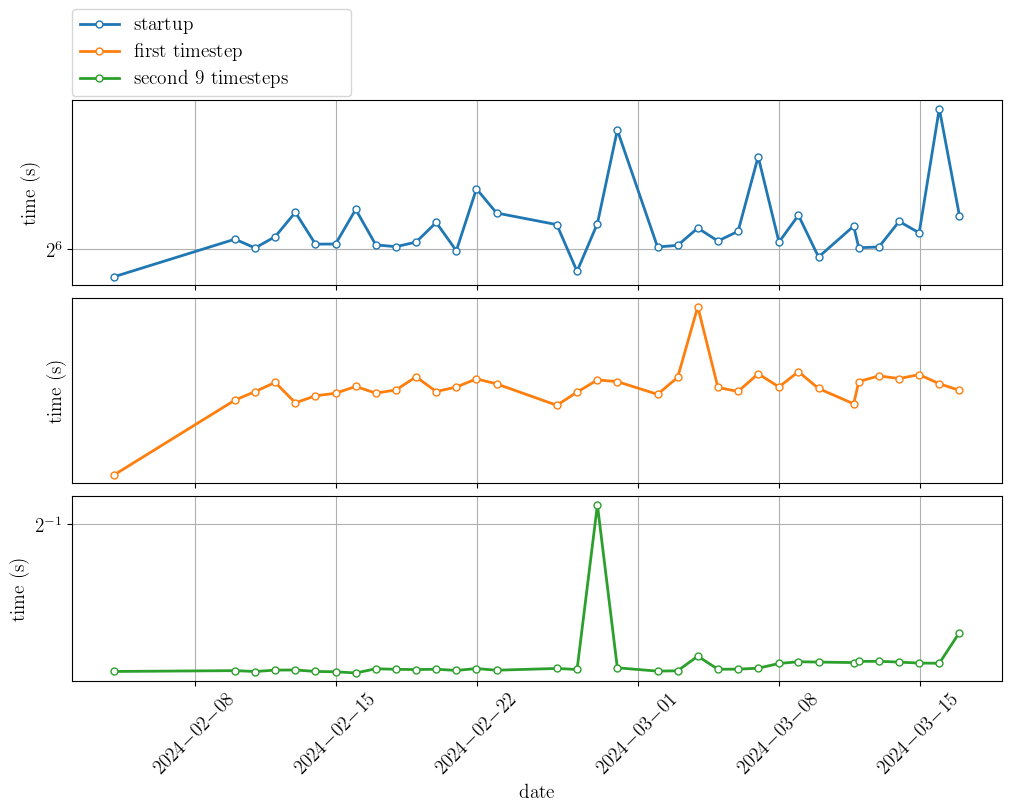 startup
first timestep
second 9 timesteps
time (s)
2^6
time (s)
2^-1
time (s)
2024−02−08
2024−02−15
2024−02−22
2024−03−01
2024−03−08
2024−03−15
date